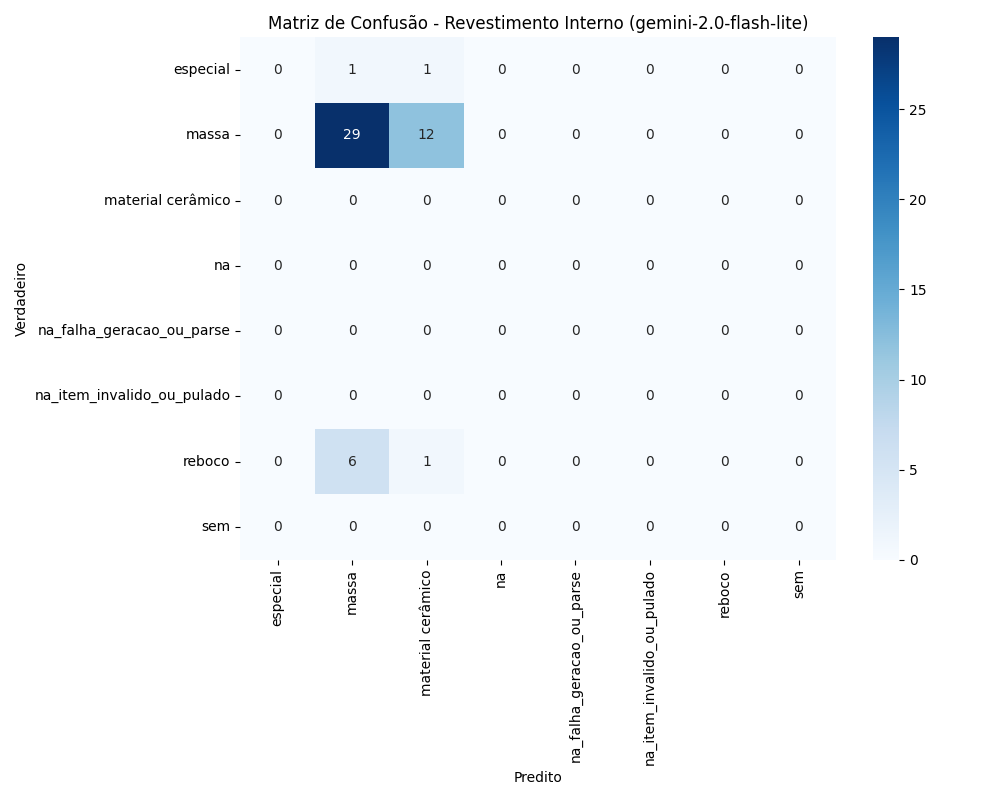 Matriz de Confusão - Revestimento Interno (gemini-2.0-flash-lite)
especial 0 1 1 0 0 0 0 0
massa 0 29 12 0 0 0 0 0
material cerâmico 0 0 0 0 0 0 0 0
na 0 0 0 0 0 0 0 0
na_falha_geracao_ou_parse 0 0 0 0 0 0 0 0
na_item_invalido_ou_pulado 0 0 0 0 0 0 0 0
reboco 0 6 1 0 0 0 0 0
sem 0 0 0 0 0 0 0 0
Verdadeiro
especial
massa
material cerâmico
na
na_falha_geracao_ou_parse
na_item_invalido_ou_pulado
reboco
sem
Predito
25
20
15
10
5
0